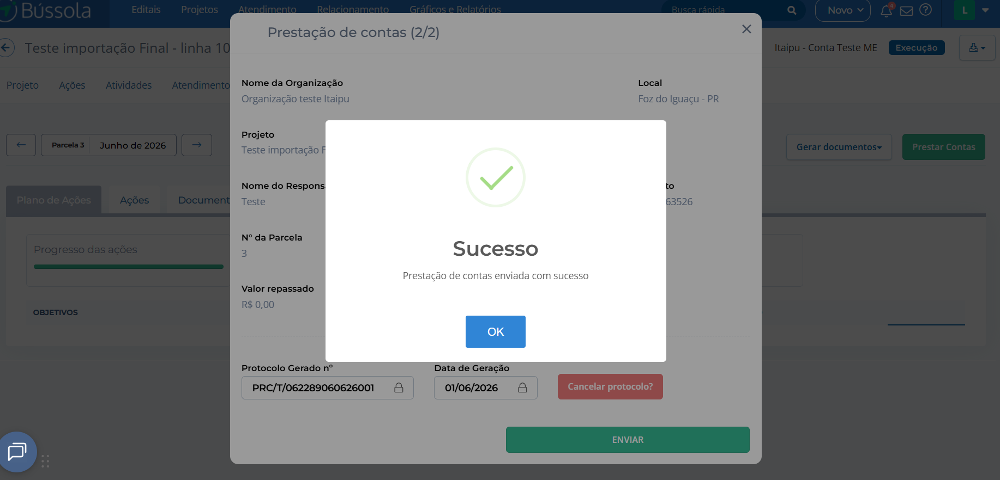 Bússola
Editais
Projetos
Atendimento
Relacionamento
Gráficos e Relatórios
Busca rápida
Novo
4
L
Prestação de contas (2/2)
Teste importação Final - linha 10
Itaipu - Conta Teste ME
Execução
Projeto
Ações
Atividades
Atendimento
Nome da Organização
Organização teste Itaipu
Local
Foz do Iguaçu - PR
Parcela 3
Junho de 2026
Gerar documentos
Prestar Contas
Projeto
Teste importação F
Nome do Respons
Teste
to
63526
Plano de Ações
Ações
Document
N° da Parcela
3
Progresso das ações
Valor repassado
R$ 0,00
OBJETIVOS
Sucesso
Prestação de contas enviada com sucesso
OK
Protocolo Gerado n°
PRC/T/062289060626001
Data de Geração
01/06/2026
Cancelar protocolo?
ENVIAR